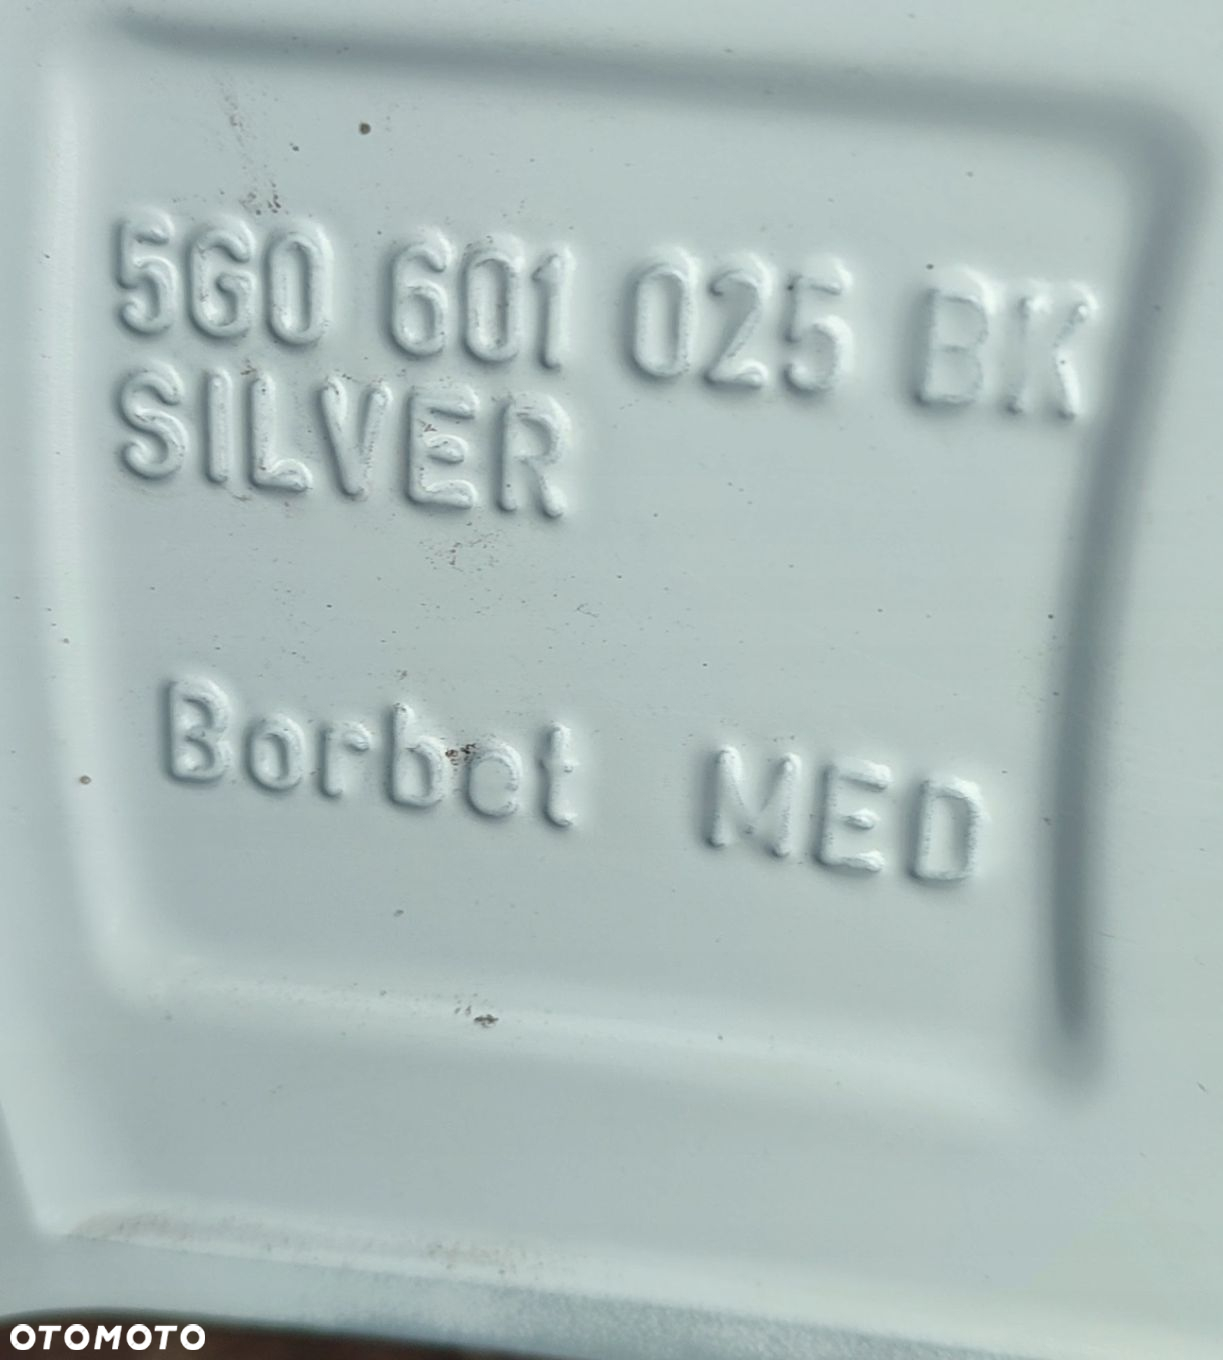 5G0 601 025 BK
SILVER
Borbet MED
OTOMOTO